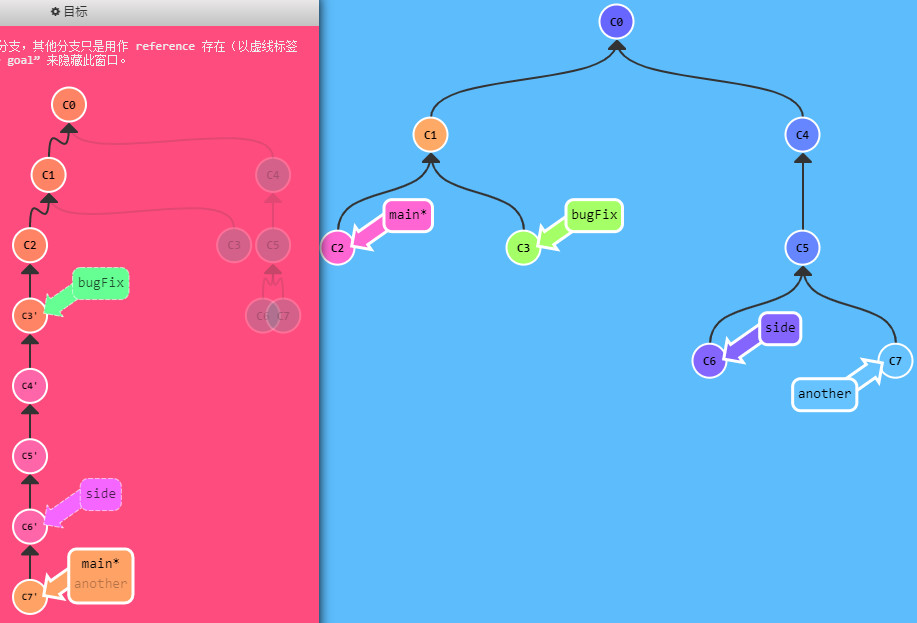 目标
分支，其他分支只是用作 reference 存在（以虚线标签
goal” 来隐藏此窗口。
C0
C1
C4
C2
C3
C5
bugFix
C3'
C6
C7
C4'
C5'
side
C6'
main*
another
C7'
C0
C1
C4
main*
bugFix
C2
C3
C5
side
C6
C7
another